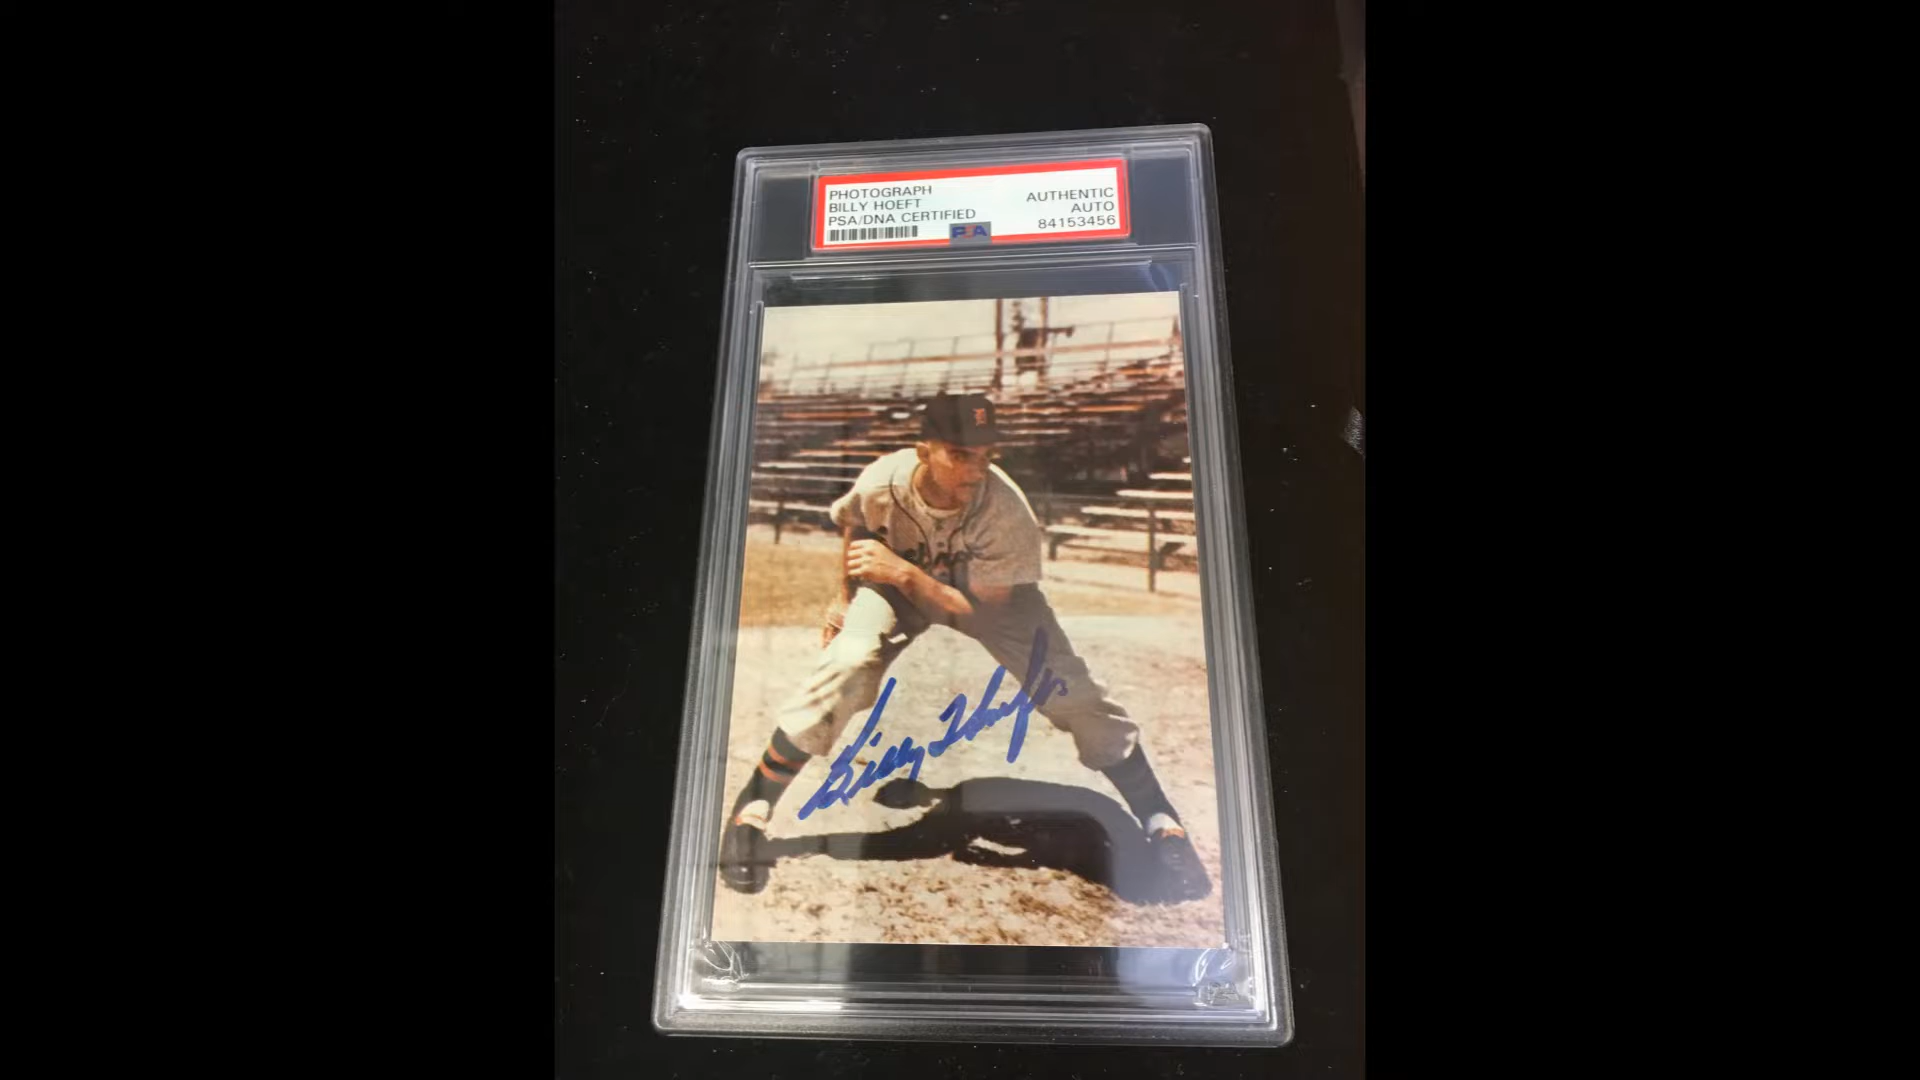 PHOTOGRAPH
BILLY HOEFT
PSA/DNA CERTIFIED
AUTHENTIC
AUTO
84153456
PSA
D
Billy Hoeft